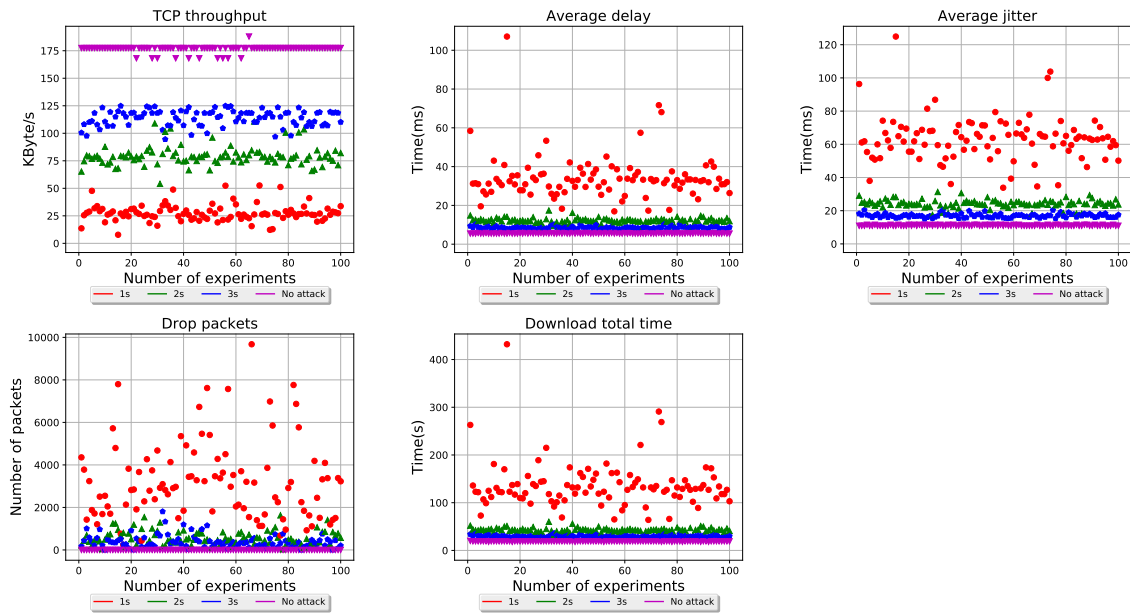 TCP throughput
KByte/s
175
150
125
100
75
50
25
0
0 20 40 60 80 100
Number of experiments
1s 2s 3s No attack
Average delay
Time(ms)
100
80
60
40
20
0
0 20 40 60 80 100
Number of experiments
1s 2s 3s No attack
Average jitter
Time(ms)
120
100
80
60
40
20
0
0 20 40 60 80 100
Number of experiments
1s 2s 3s No attack
Drop packets
Number of packets
10000
8000
6000
4000
2000
0
0 20 40 60 80 100
Number of experiments
1s 2s 3s No attack
Download total time
Time(s)
400
300
200
100
0
0 20 40 60 80 100
Number of experiments
1s 2s 3s No attack